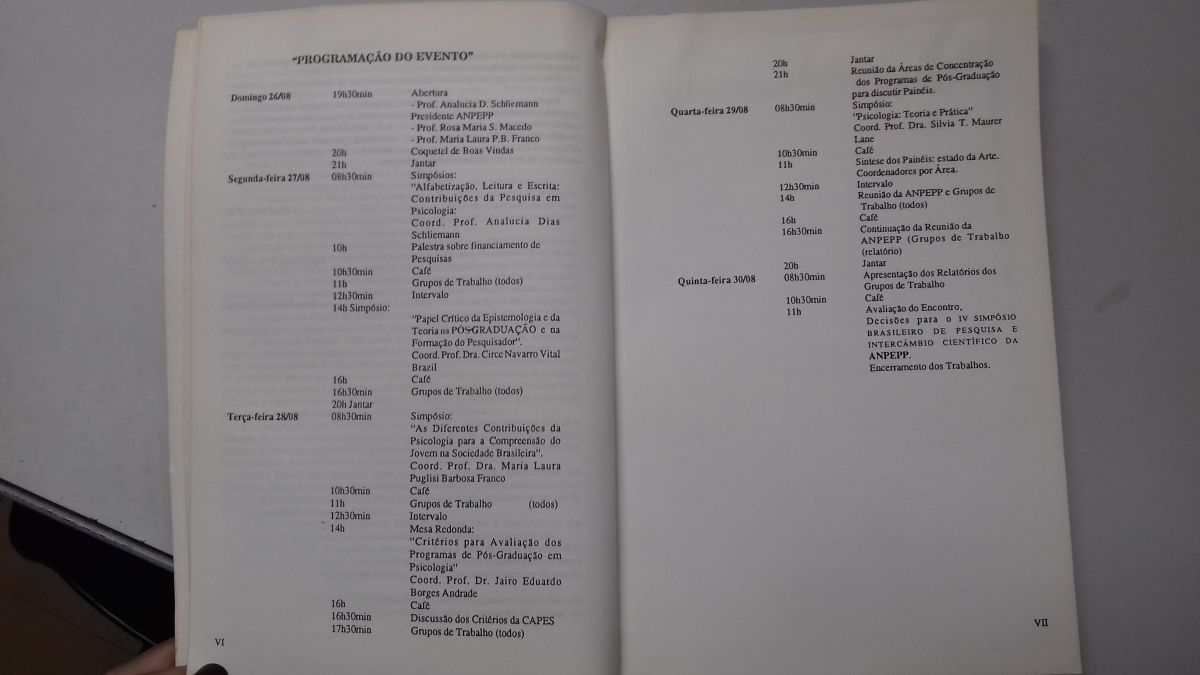 "PROGRAMAÇÃO DO EVENTO"
Domingo 26/08 19h30min Abertura
- Prof. Analucia D. Schliemann
Presidente ANPEPP
- Prof. Rosa Maria S. Macedo
- Prof. Maria Laura P.B. Franco
20h Coquetel de Boas Vindas
21h Jantar
Segunda-feira 27/08 08h30min Simpósios:
"Alfabetização, Leitura e Escrita:
Contribuições da Pesquisa em
Psicologia:
Coord. Prof. Analucia Dias
Schliemann
10h Palestra sobre financiamento de
Pesquisas
10h30min Café
11h Grupos de Trabalho (todos)
12h30min Intervalo
14h Simpósio:
"Papel Crítico da Epistemologia e da
Teoria na PÓS-GRADUAÇÃO e na
Formação do Pesquisador".
Coord. Prof. Dra. Circe Navarro Vital
Brazil
16h Café
16h30min Grupos de Trabalho (todos)
20h Jantar
Terça-feira 28/08 08h30min Simpósio:
"As Diferentes Contribuições da
Psicologia para a Compreensão do
Jovem na Sociedade Brasileira".
Coord. Prof. Dra. Maria Laura
Puglisi Barbosa Franco
10h30min Café
11h Grupos de Trabalho (todos)
12h30min Intervalo
14h Mesa Redonda:
"Critérios para Avaliação dos
Programas de Pós-Graduação em
Psicologia"
Coord. Prof. Dr. Jairo Eduardo
Borges Andrade
16h Café
16h30min Discussão dos Critérios da CAPES
17h30min Grupos de Trabalho (todos)
VI
20h Jantar
21h Reunião da Áreas de Concentração
dos Programas de Pós-Graduação
para discutir Painéis.
Quarta-feira 29/08 08h30min Simpósio:
"Psicologia: Teoria e Prática"
Coord. Prof. Dra. Silvia T. Maurer
Lane
10h30min Café
11h Síntese dos Painéis: estado da Arte.
Coordenadores por Área.
12h30min Intervalo
14h Reunião da ANPEPP e Grupos de
Trabalho (todos)
16h Café
16h30min Continuação da Reunião da
ANPEPP (Grupos de Trabalho
(relatório)
20h Jantar
Quinta-feira 30/08 08h30min Apresentação dos Relatórios dos
Grupos de Trabalho
10h30min Café
11h Avaliação do Encontro,
Decisões para o IV SIMPÓSIO
BRASILEIRO DE PESQUISA E
INTERCÂMBIO CIENTÍFICO DA
ANPEPP.
Encerramento dos Trabalhos.
VII